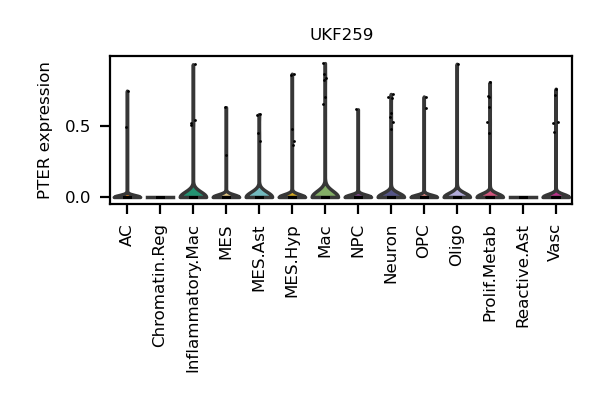 UKF259
PTER expression
0.5
0.0
AC
Chromatin.Reg
Inflammatory.Mac
MES
MES.Ast
MES.Hyp
Mac
NPC
Neuron
OPC
Oligo
Prolif.Metab
Reactive.Ast
Vasc